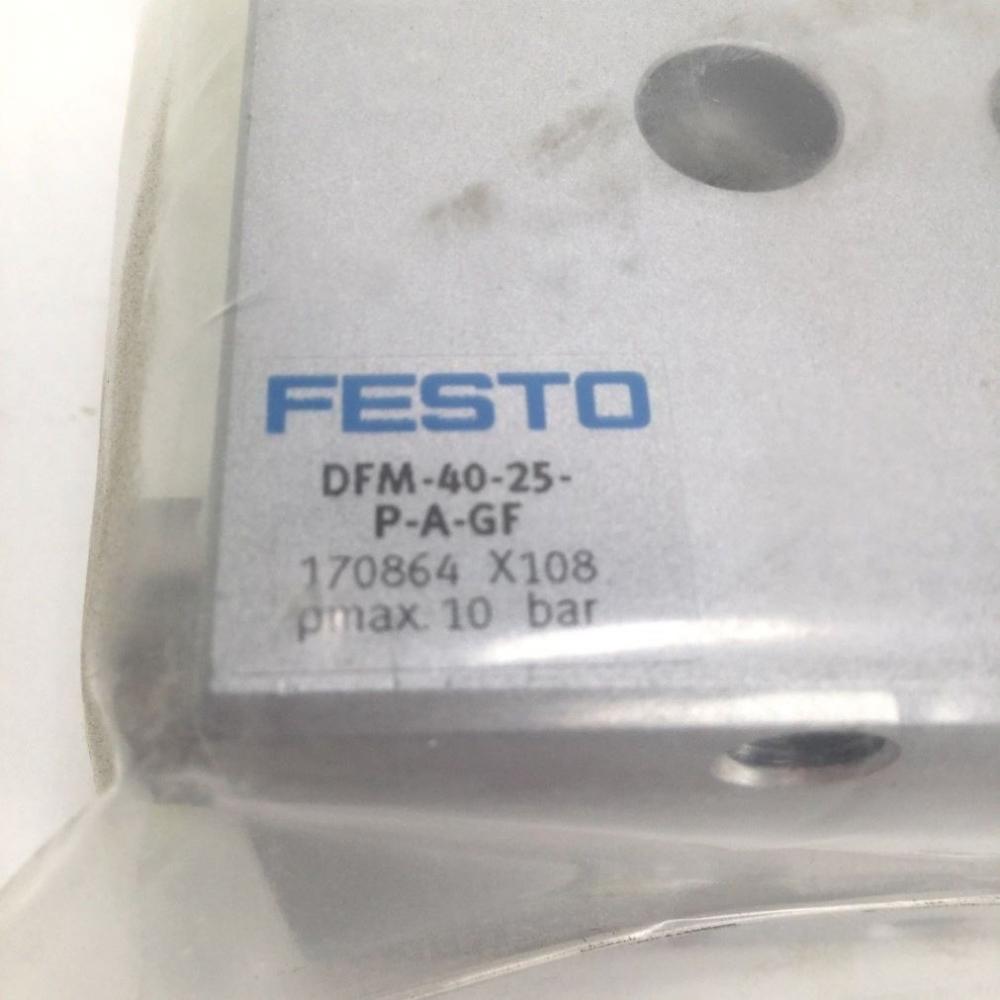 FESTO
DFM-40-25-
P-A-GF
170864 X108
pmax. 10 bar